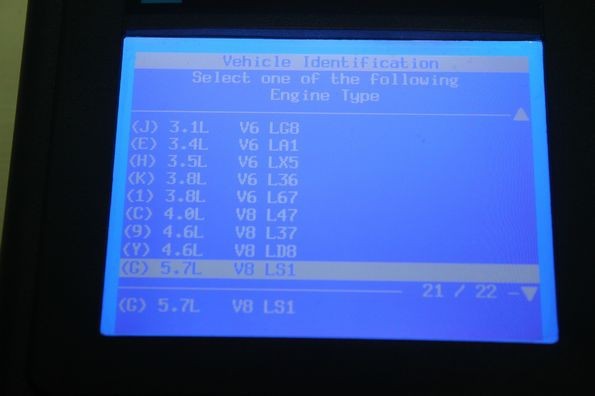 Vehicle Identification
Select one of the following
Engine Type
(J) 3.1L V6 LG8
(E) 3.4L V6 LA1
(H) 3.5L V6 LX5
(K) 3.8L V6 L36
(1) 3.8L V6 L67
(C) 4.0L V8 L47
(9) 4.6L V8 L37
(Y) 4.6L V8 LD8
(G) 5.7L V8 LS1
21 / 22
(G) 5.7L V8 LS1